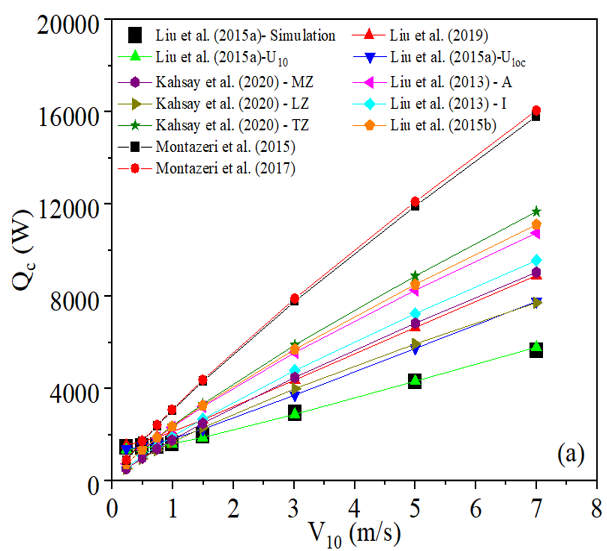 20000
16000
12000
8000
4000
0
Q_c (W)
Liu et al. (2015a)- Simulation
Liu et al. (2015a)-U_10
Kahsay et al. (2020) - MZ
Kahsay et al. (2020) - LZ
Kahsay et al. (2020) - TZ
Montazeri et al. (2015)
Montazeri et al. (2017)
Liu et al. (2019)
Liu et al. (2015a)-U_loc
Liu et al. (2013) - A
Liu et al. (2013) - I
Liu et al. (2015b)
(a)
0 1 2 3 4 5 6 7 8
V_10 (m/s)